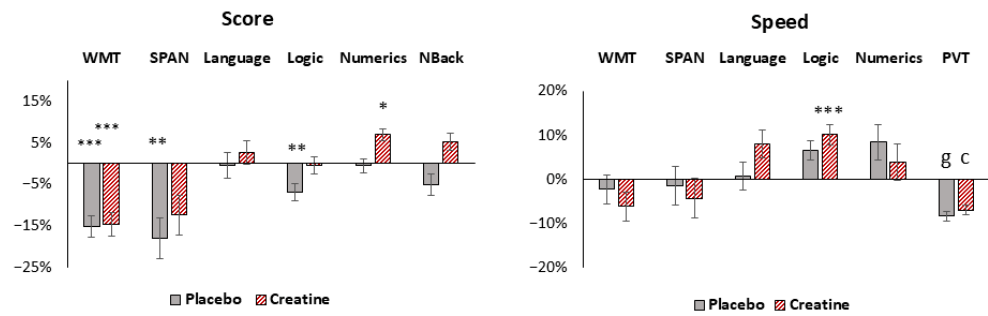 Score
WMT SPAN Language Logic Numerics NBack
15%
5%
−5%
−15%
−25%
*** *** ** ** *
Placebo Creatine
Speed
WMT SPAN Language Logic Numerics PVT
20%
10%
0%
−10%
−20%
*** g c
Placebo Creatine